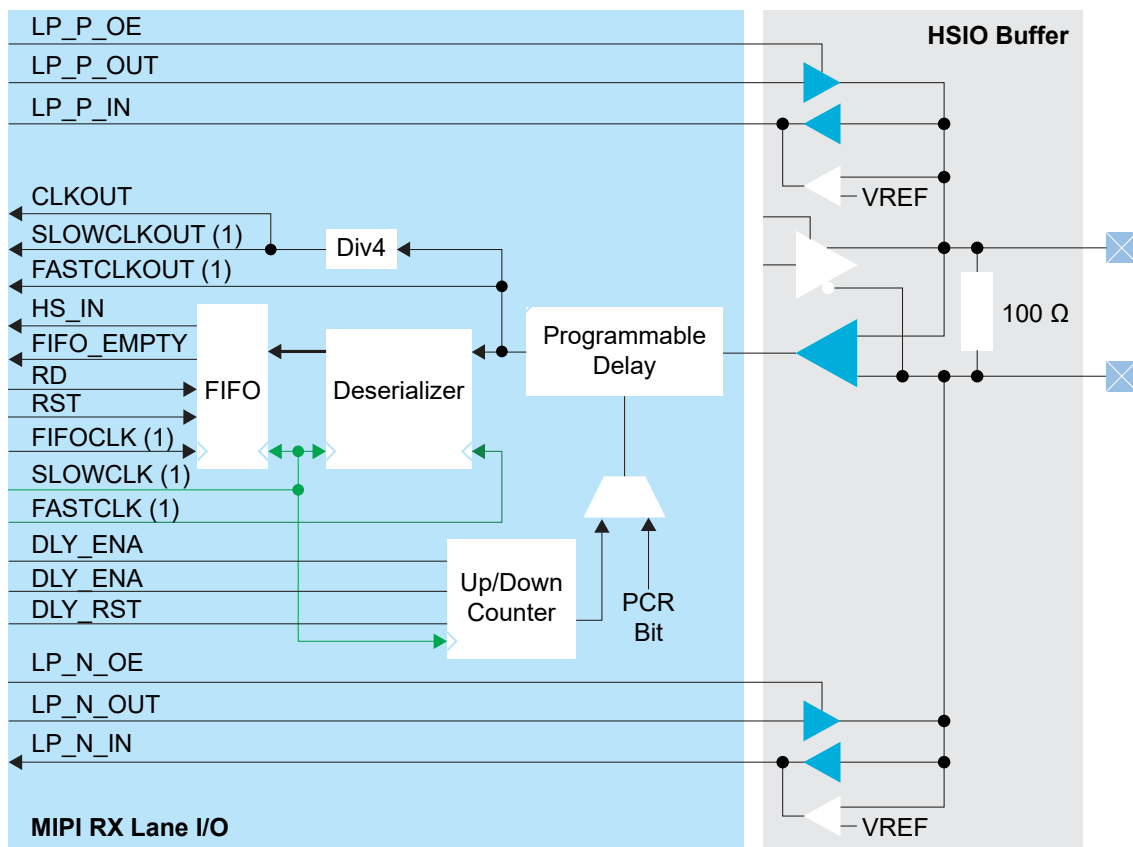 LP_P_OE
HSIO Buffer
LP_P_OUT
LP_P_IN
CLKOUT
VREF
SLOWCLKOUT (1)
Div4
FASTCLKOUT (1)
HS_IN
100 Ω
FIFO_EMPTY
Programmable
Delay
RD
FIFO
Deserializer
RST
FIFOCLK (1)
SLOWCLK (1)
FASTCLK (1)
DLY_ENA
DLY_ENA
Up/Down
Counter
DLY_RST
PCR
Bit
LP_N_OE
LP_N_OUT
LP_N_IN
MIPI RX Lane I/O
VREF